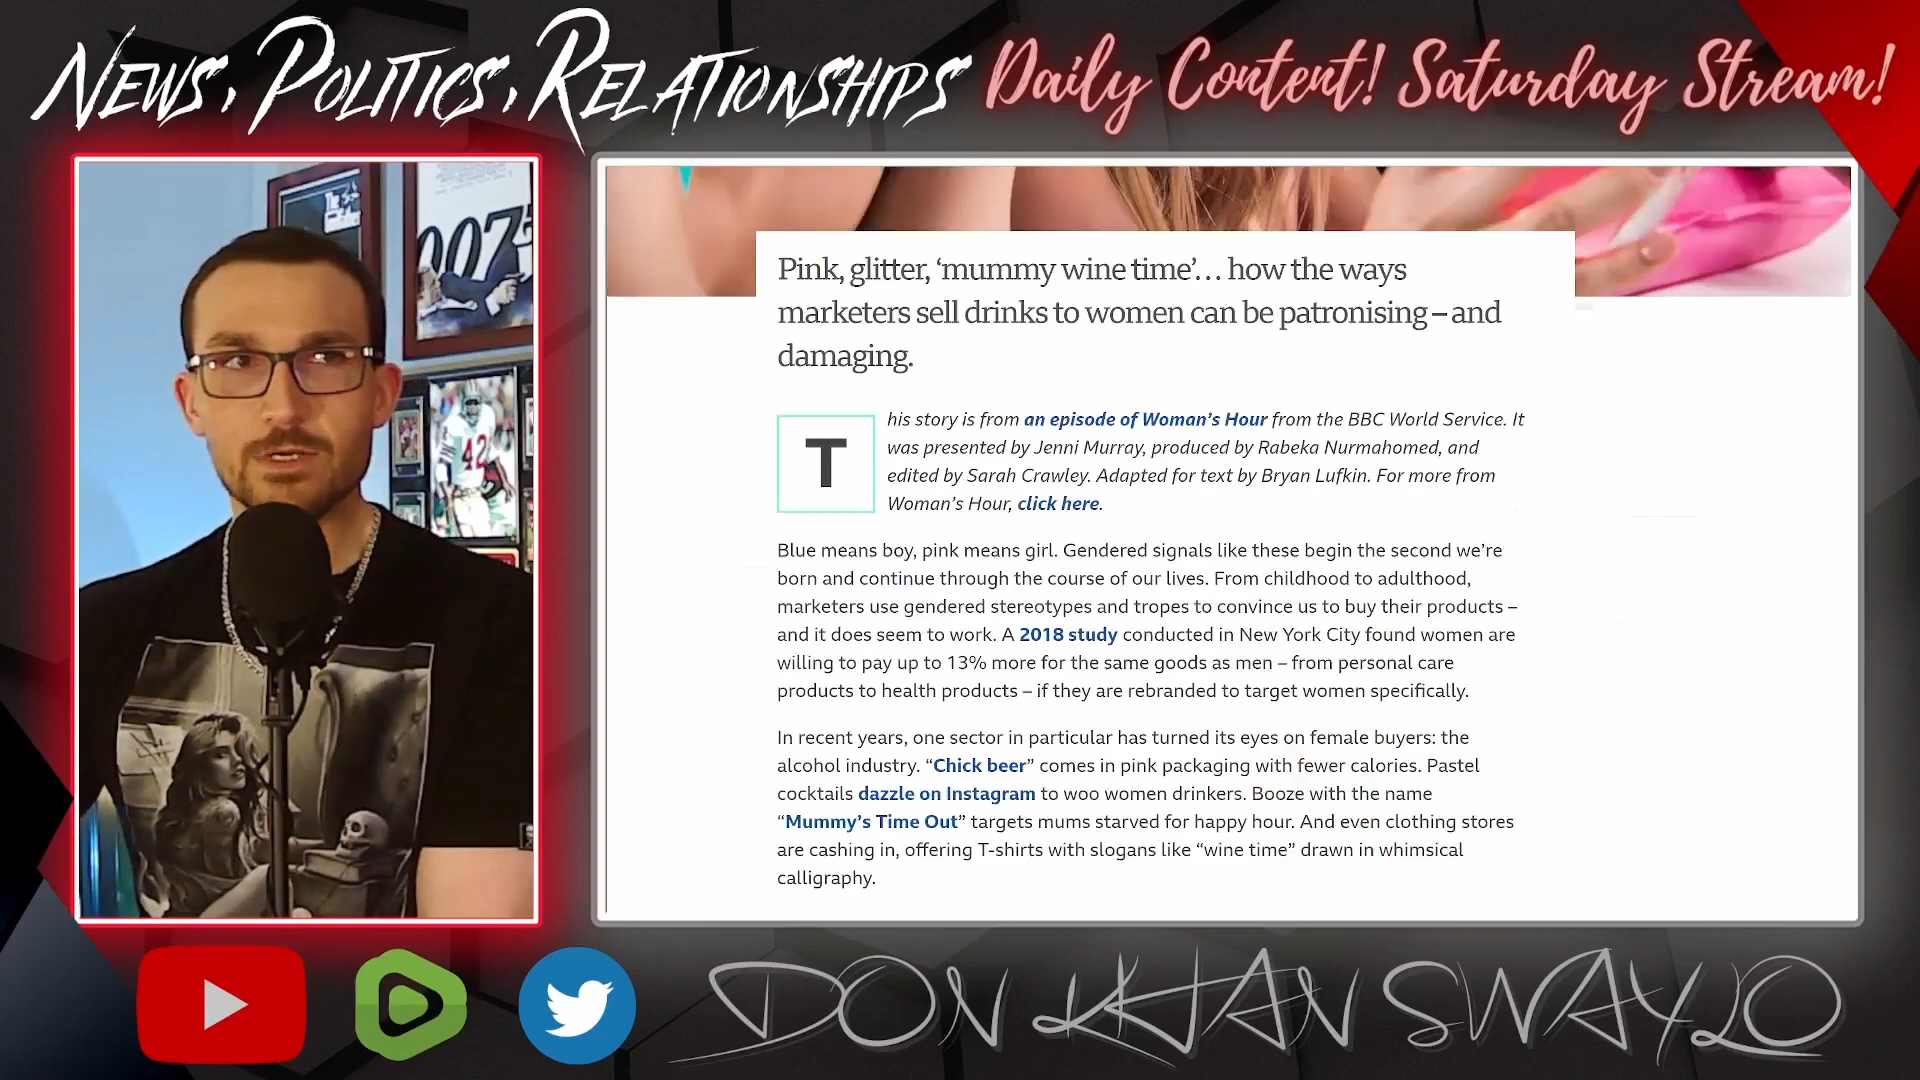 News, Politics, Relationships Daily Content! Saturday Stream!
007
42
Pink, glitter, ‘mummy wine time’… how the ways
marketers sell drinks to women can be patronising – and
damaging.
This story is from an episode of Woman’s Hour from the BBC World Service. It
was presented by Jenni Murray, produced by Rabeka Nurmahomed, and
edited by Sarah Crawley. Adapted for text by Bryan Lufkin. For more from
Woman’s Hour, click here.
Blue means boy, pink means girl. Gendered signals like these begin the second we’re
born and continue through the course of our lives. From childhood to adulthood,
marketers use gendered stereotypes and tropes to convince us to buy their products –
and it does seem to work. A 2018 study conducted in New York City found women are
willing to pay up to 13% more for the same goods as men – from personal care
products to health products – if they are rebranded to target women specifically.
In recent years, one sector in particular has turned its eyes on female buyers: the
alcohol industry. “Chick beer” comes in pink packaging with fewer calories. Pastel
cocktails dazzle on Instagram to woo women drinkers. Booze with the name
“Mummy’s Time Out” targets mums starved for happy hour. And even clothing stores
are cashing in, offering T-shirts with slogans like “wine time” drawn in whimsical
calligraphy.
DON KHAN SWAYLO